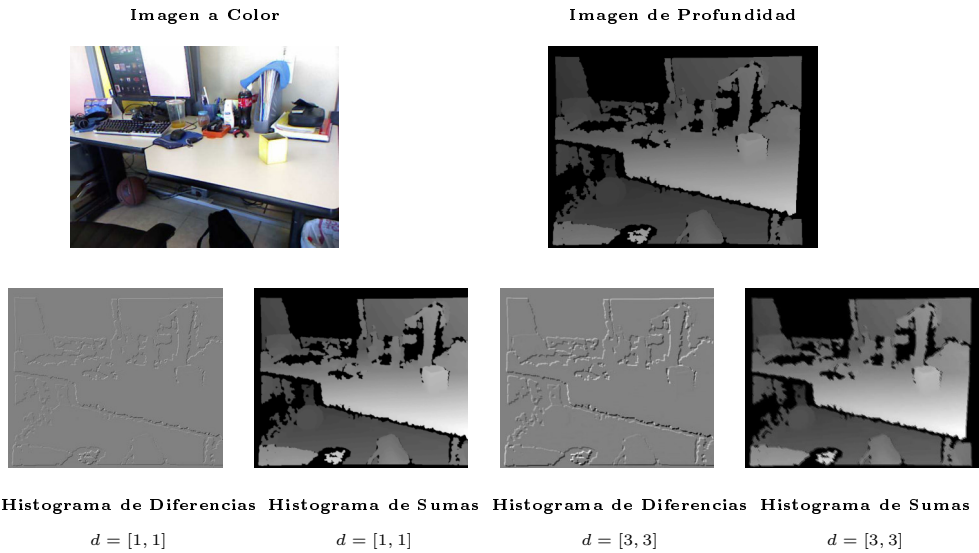 Imagen a Color
Imagen de Profundidad
Histograma de Diferencias
Histograma de Sumas
Histograma de Diferencias
Histograma de Sumas
d = [1, 1]
d = [1, 1]
d = [3, 3]
d = [3, 3]